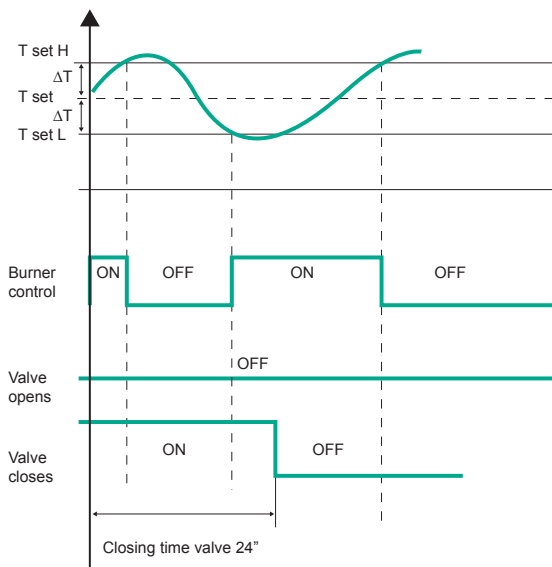 T set H
ΔT
T set
ΔT
T set L
Burner
control
ON
OFF
ON
OFF
Valve
opens
OFF
Valve
closes
ON
OFF
Closing time valve 24"